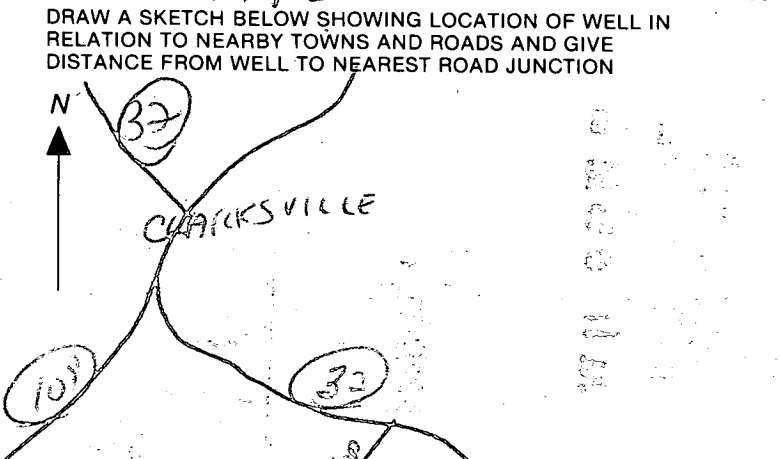 DRAW A SKETCH BELOW SHOWING LOCATION OF WELL IN
RELATION TO NEARBY TOWNS AND ROADS AND GIVE
DISTANCE FROM WELL TO NEAREST ROAD JUNCTION
N
32
CLARKSVILLE
108
32